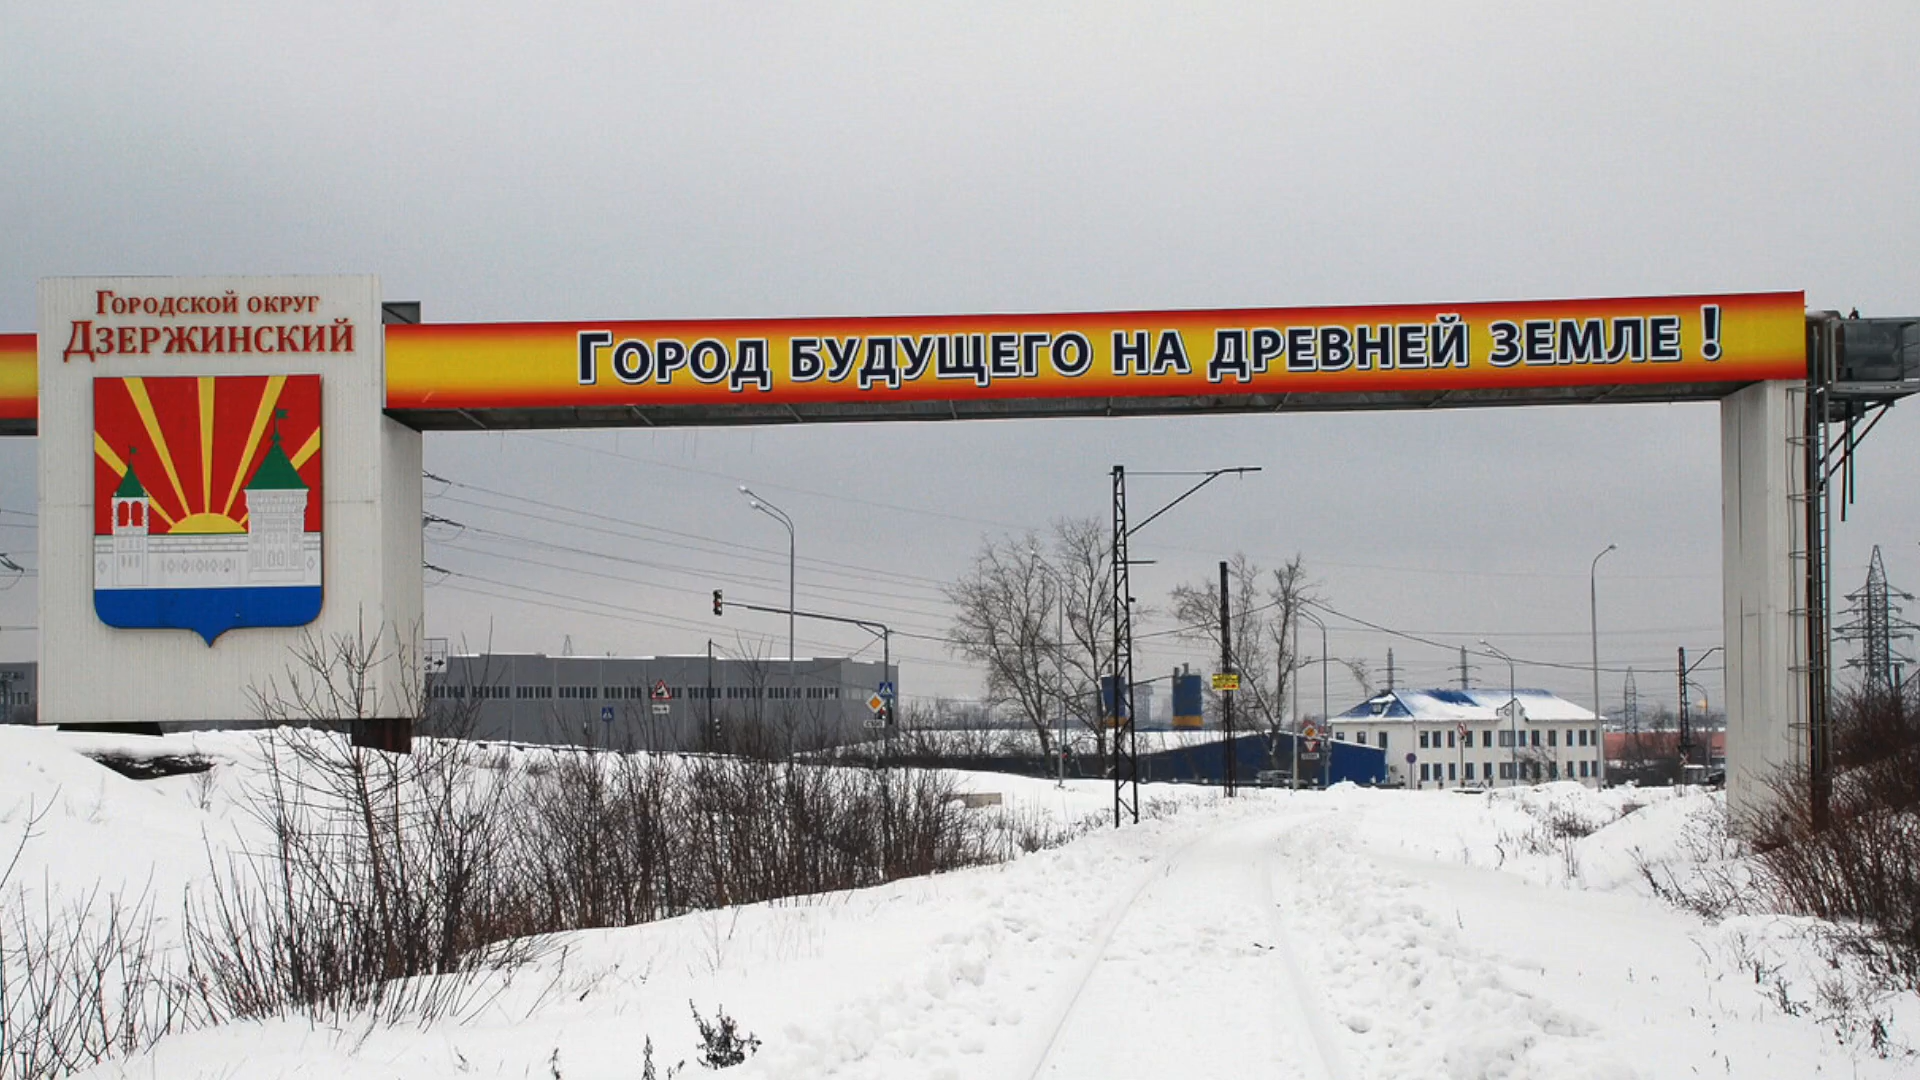 Городской округ
Дзержинский
Город будущего на древней земле !